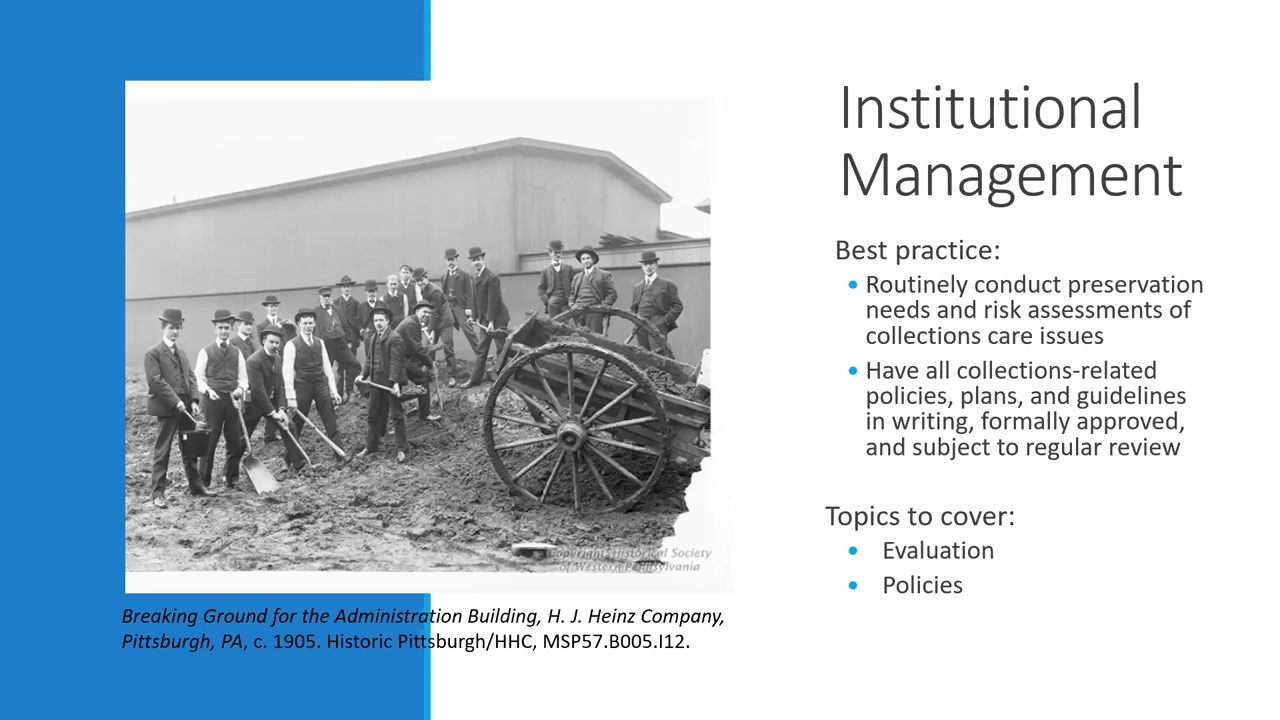 Institutional
Management
Best practice:
• Routinely conduct preservation
needs and risk assessments of
collections care issues
• Have all collections-related
policies, plans, and guidelines
in writing, formally approved,
and subject to regular review
Topics to cover:
• Evaluation
• Policies
Copyright Historical Society
of Western Pennsylvania
Breaking Ground for the Administration Building, H. J. Heinz Company,
Pittsburgh, PA, c. 1905. Historic Pittsburgh/HHC, MSP57.B005.I12.